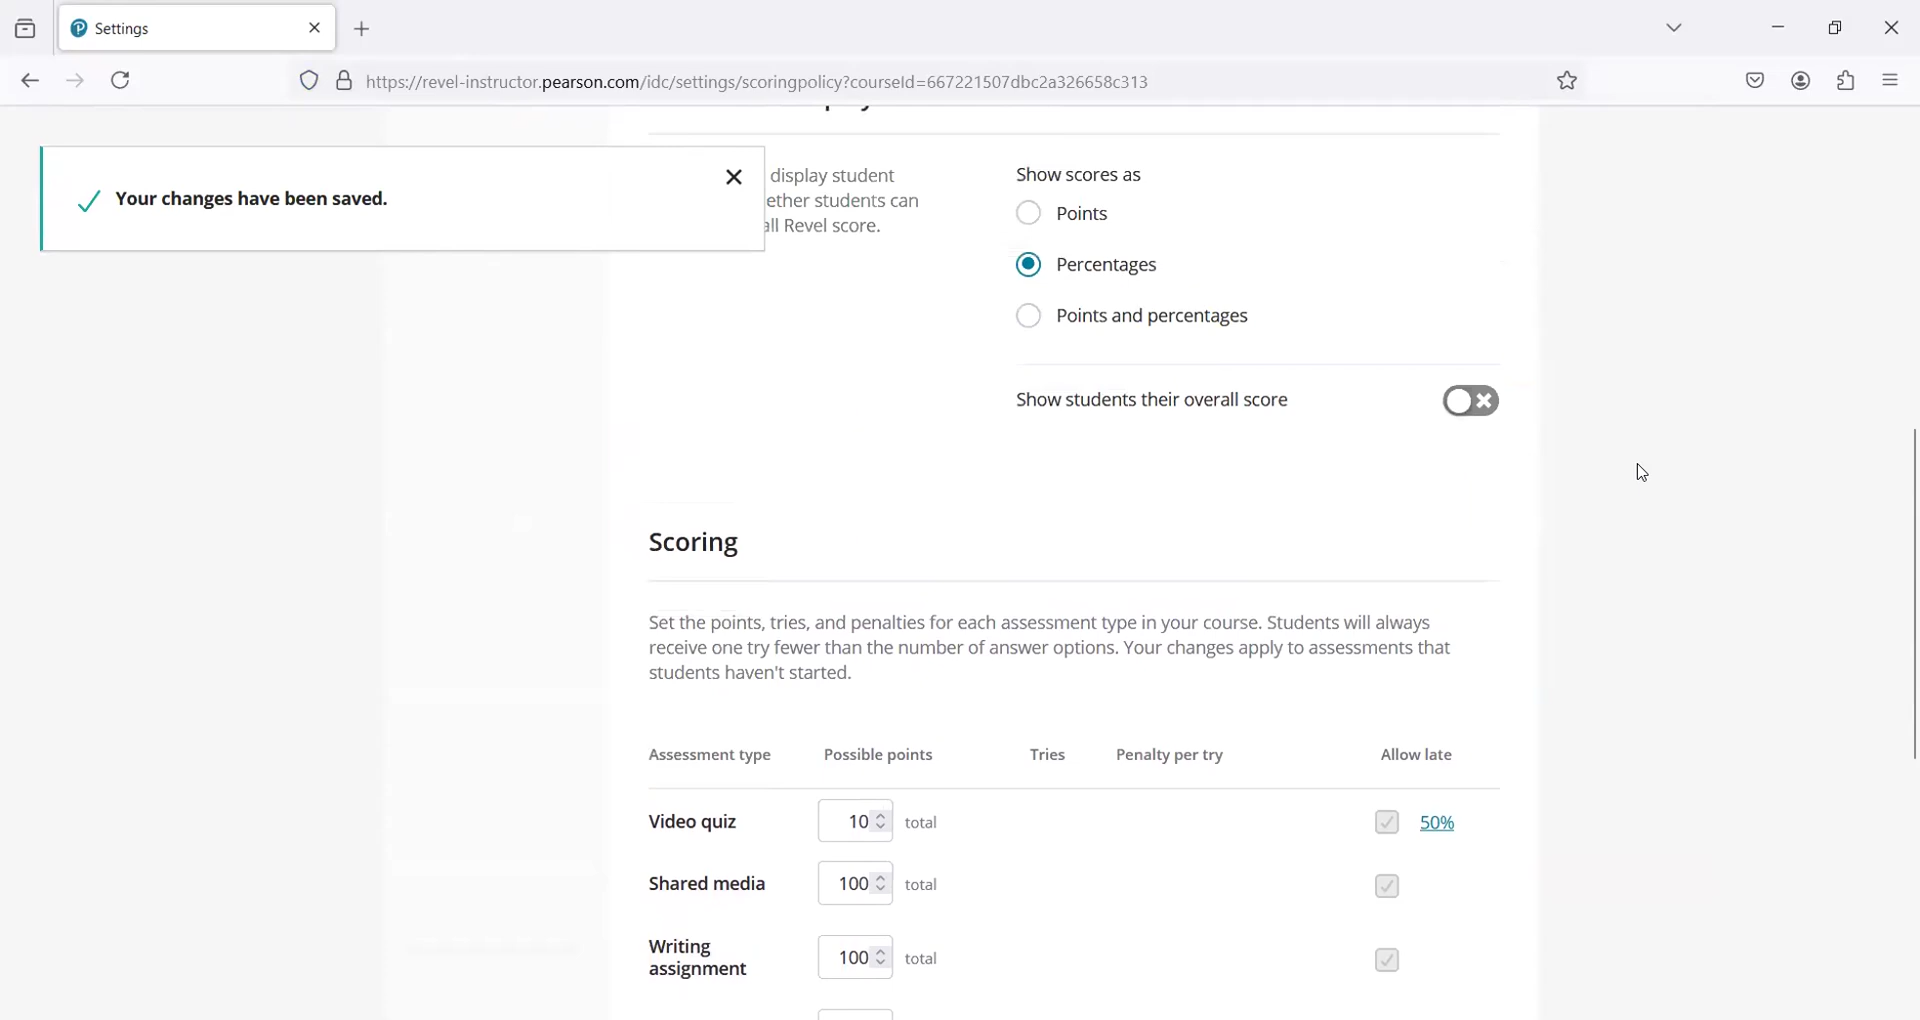 Settings
https://revel-instructor.pearson.com/idc/settings/scoringpolicy?courseId=667221507dbc2a326658c313
Your changes have been saved.
display student
ether students can
all Revel score.
Show scores as
Points
Percentages
Points and percentages
Show students their overall score
Scoring
Set the points, tries, and penalties for each assessment type in your course. Students will always
receive one try fewer than the number of answer options. Your changes apply to assessments that
students haven't started.
Assessment type Possible points Tries Penalty per try Allow late
Video quiz 10 total 50%
Shared media 100 total
Writing
assignment 100 total